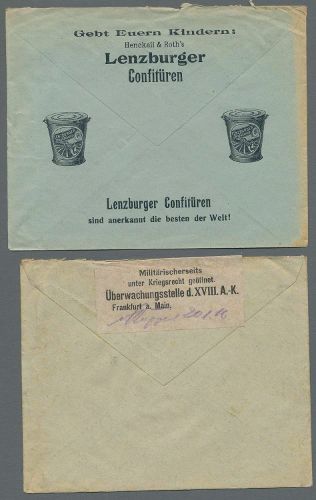 Gebt Euern Kindern:
Henckell & Roth's
Lenzburger
Confitüren
Lenzburger Confitüren
sind anerkannt die besten der Welt!
Militärischerseits
unter Kriegsrecht geöffnet.
Überwachungsstelle d. XVIII. A.-K.
Frankfurt a. Main.